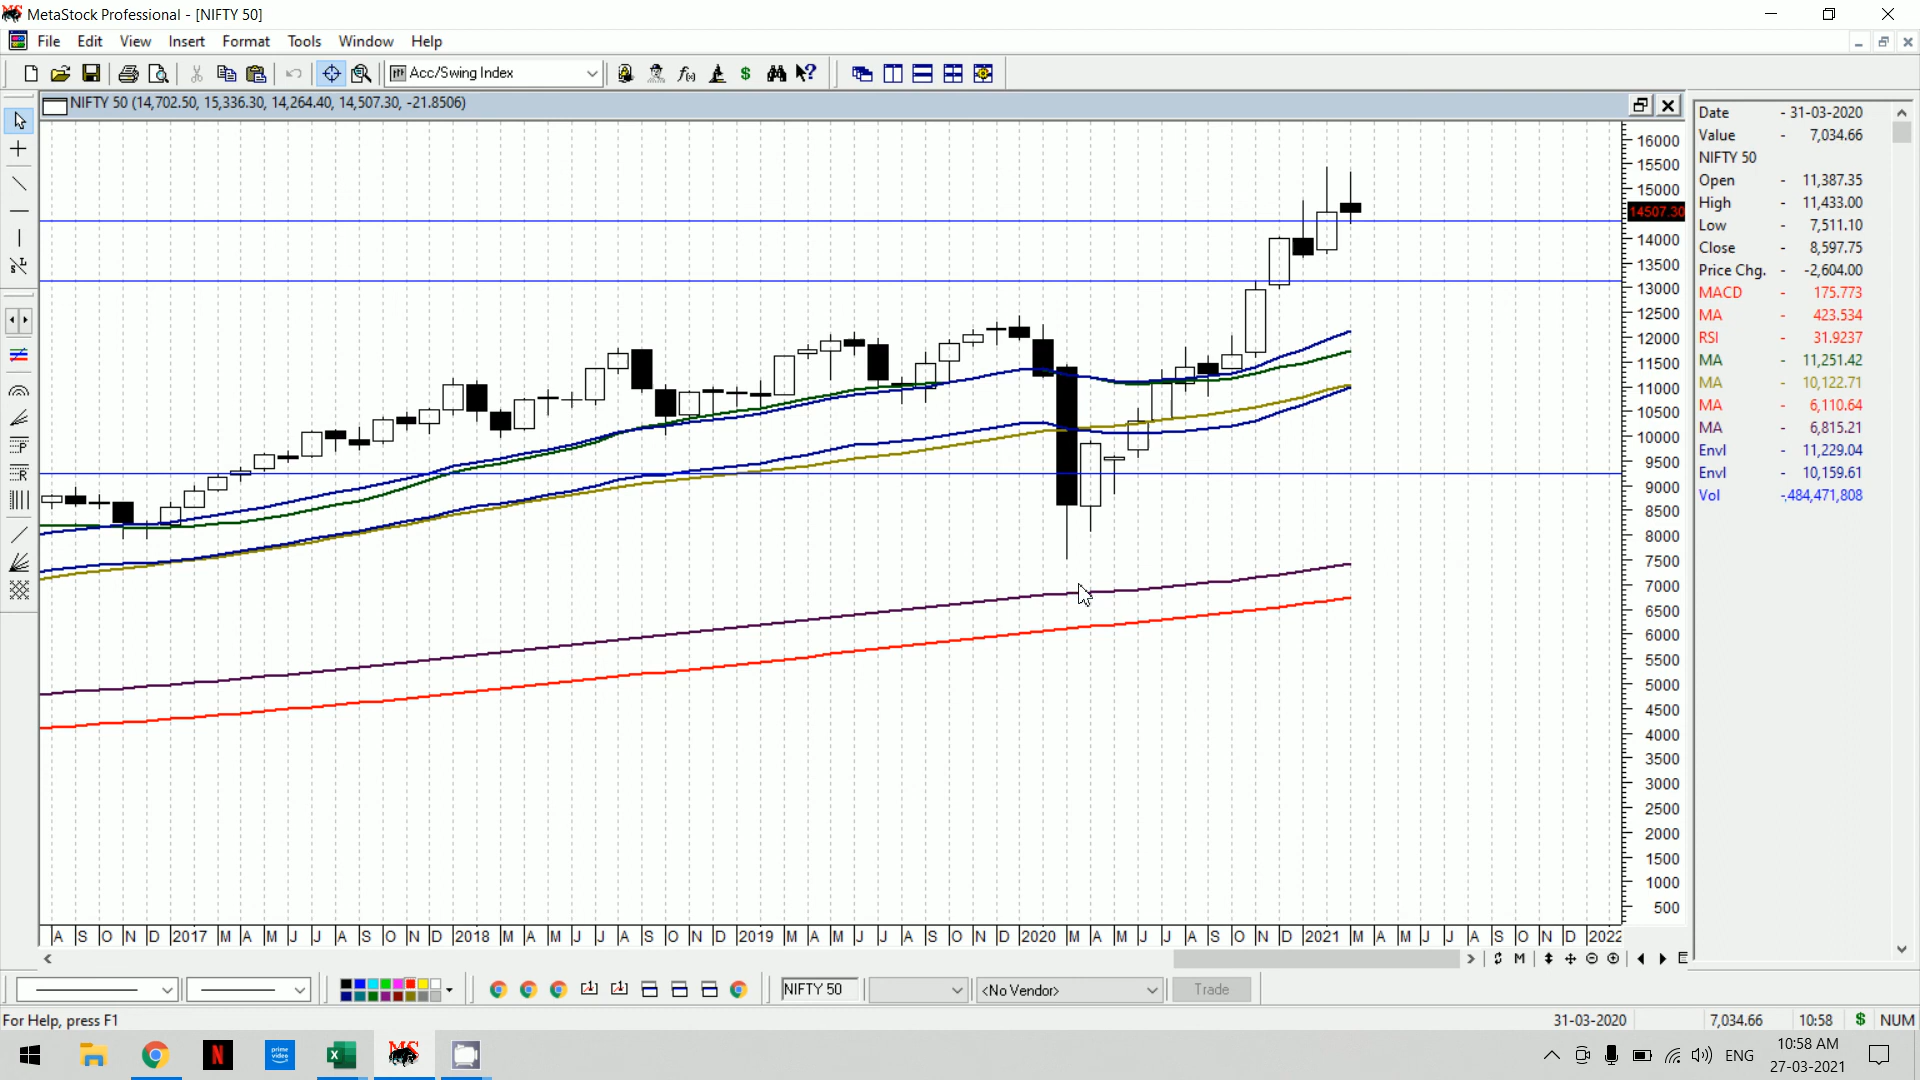 MetaStock Professional - [NIFTY 50]
File Edit View Insert Format Tools Window Help
Acc/Swing Index
NIFTY 50 (14,702.50, 15,336.30, 14,264.40, 14,507.30, -21.8506)
16000
15500
15000
14507.30
14000
13500
13000
12500
12000
11500
11000
10500
10000
9500
9000
8500
8000
7500
7000
6500
6000
5500
5000
4500
4000
3500
3000
2500
2000
1500
1000
500
Date - 31-03-2020
Value - 7,034.66
NIFTY 50
Open - 11,387.35
High - 11,433.00
Low - 7,511.10
Close - 8,597.75
Price Chg. - -2,604.00
MACD - 175.773
MA - 423.534
RSI - 31.9237
MA - 11,251.42
MA - 10,122.71
MA - 6,110.64
MA - 6,815.21
Envl - 11,229.04
Envl - 10,159.61
Vol -484,471,808
A S O N D 2017 M A M J J A S O N D 2018 M A M J J A S O N D 2019 M A M J J A S O N D 2020 M A M J J A S O N D 2021 M A M J J A S O N D 2022
M
NIFTY 50 <No Vendor> Trade
For Help, press F1 31-03-2020 7,034.66 10:58 $ NUM
ENG 10:58 AM
27-03-2021